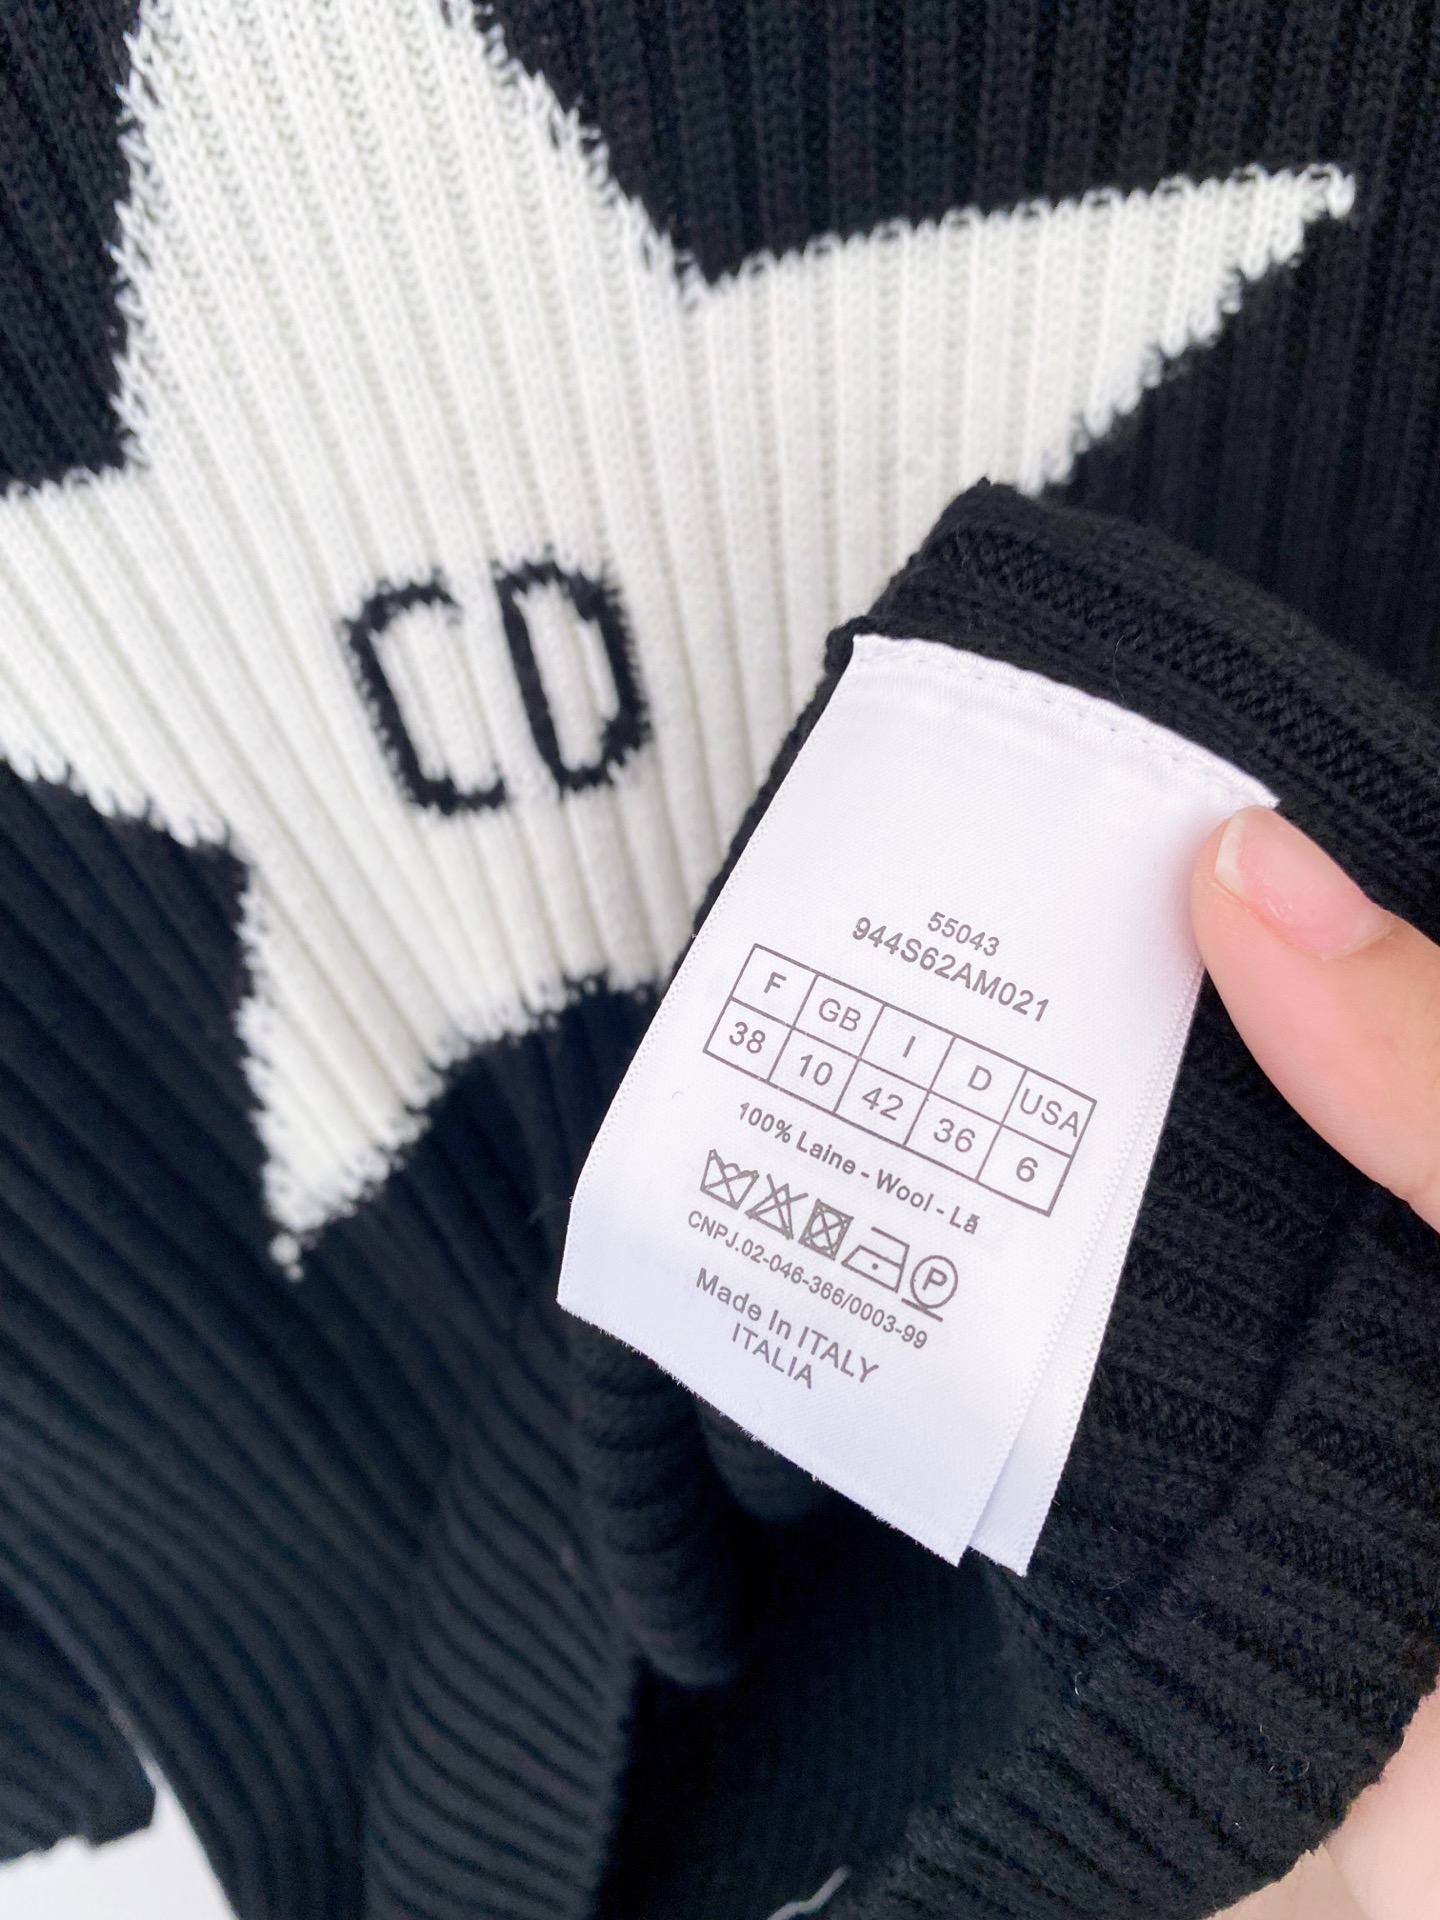 CD
55043
944S62AM021
F GB I D USA
38 10 42 36 6
100% Laine - Wool - Lã
P
CNPJ.02-046-366/0003-99
Made In ITALY
ITALIA